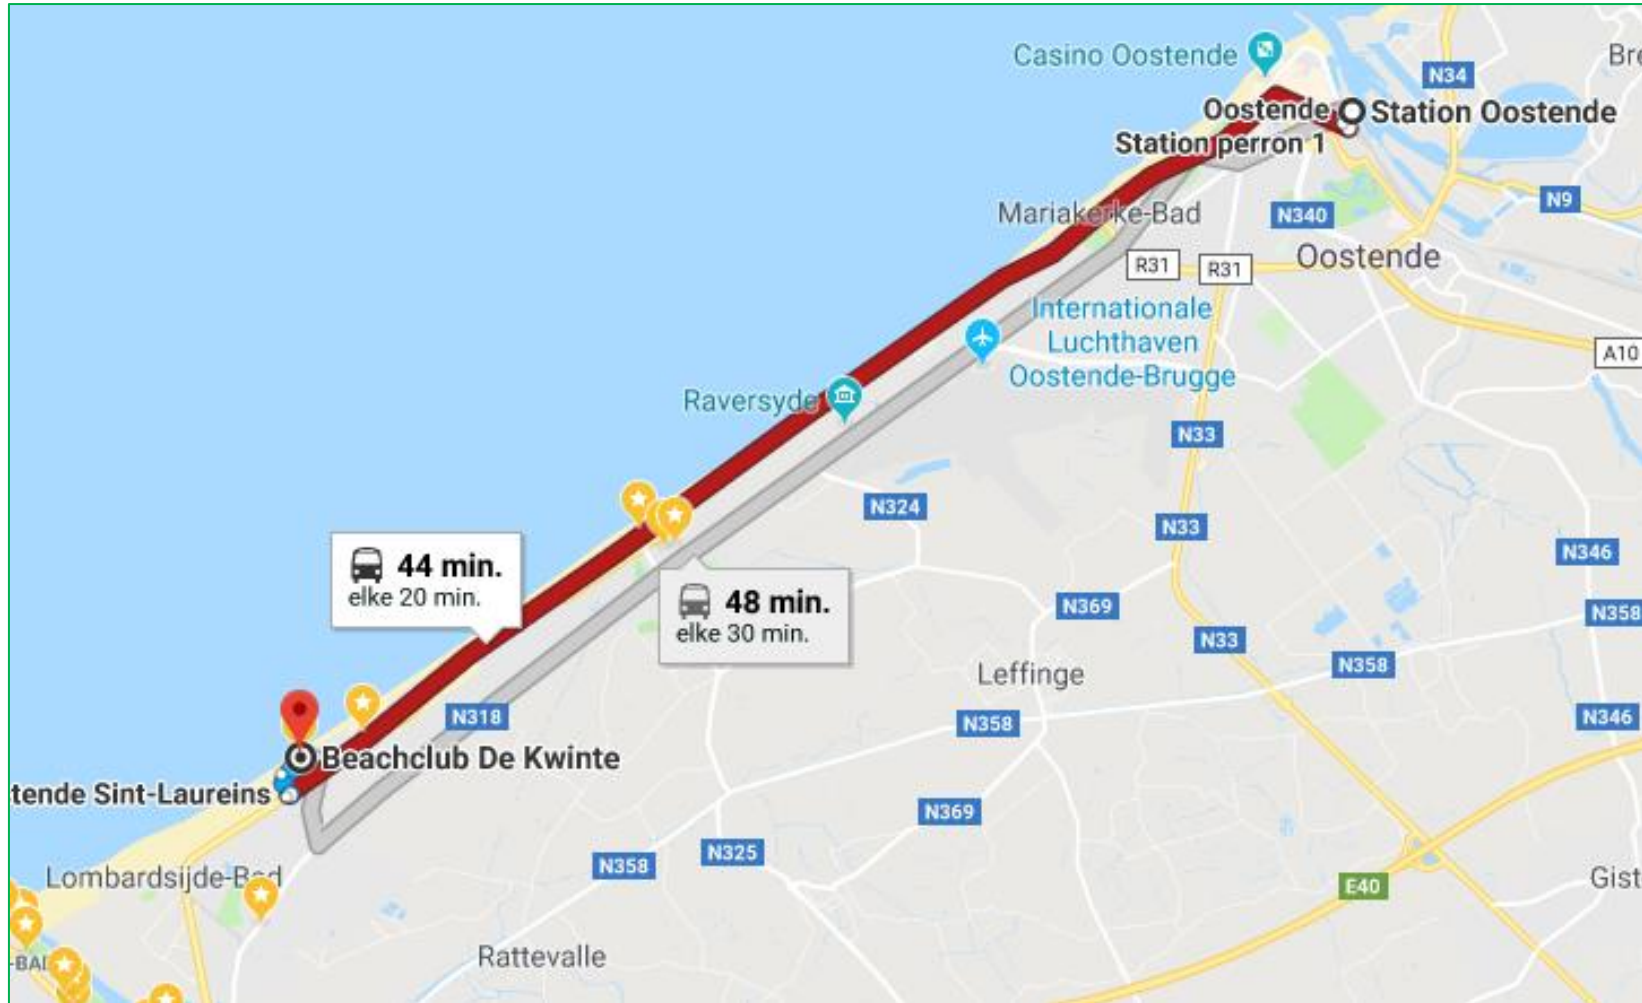 Casino Oostende
Bre
N34
Oostende
Station Oostende
Station perron 1
N9
Mariakerke-Bad
N340
Oostende
R31
R31
Internationale
Luchthaven
Oostende-Brugge
A10
Raversyde
N33
N324
N33
N346
44 min.
elke 20 min.
48 min.
elke 30 min.
N369
N358
N33
N358
Leffinge
N318
N358
N346
Beachclub De Kwinte
tende Sint-Laureins
N369
N325
N358
Lombardsijde-Bad
E40
Gist
Rattevalle
-BAD